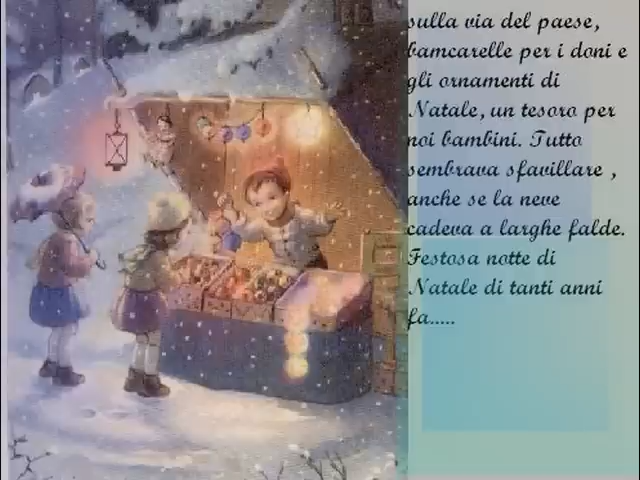 sulla via del paese,
bamcarelle per i doni e
gli ornamenti di
Natale, un tesoro per
noi bambini. Tutto
sembrava sfavillare ,
anche se la neve
cadeva a larghe falde.
Festosa notte di
Natale di tanti anni
fa.....